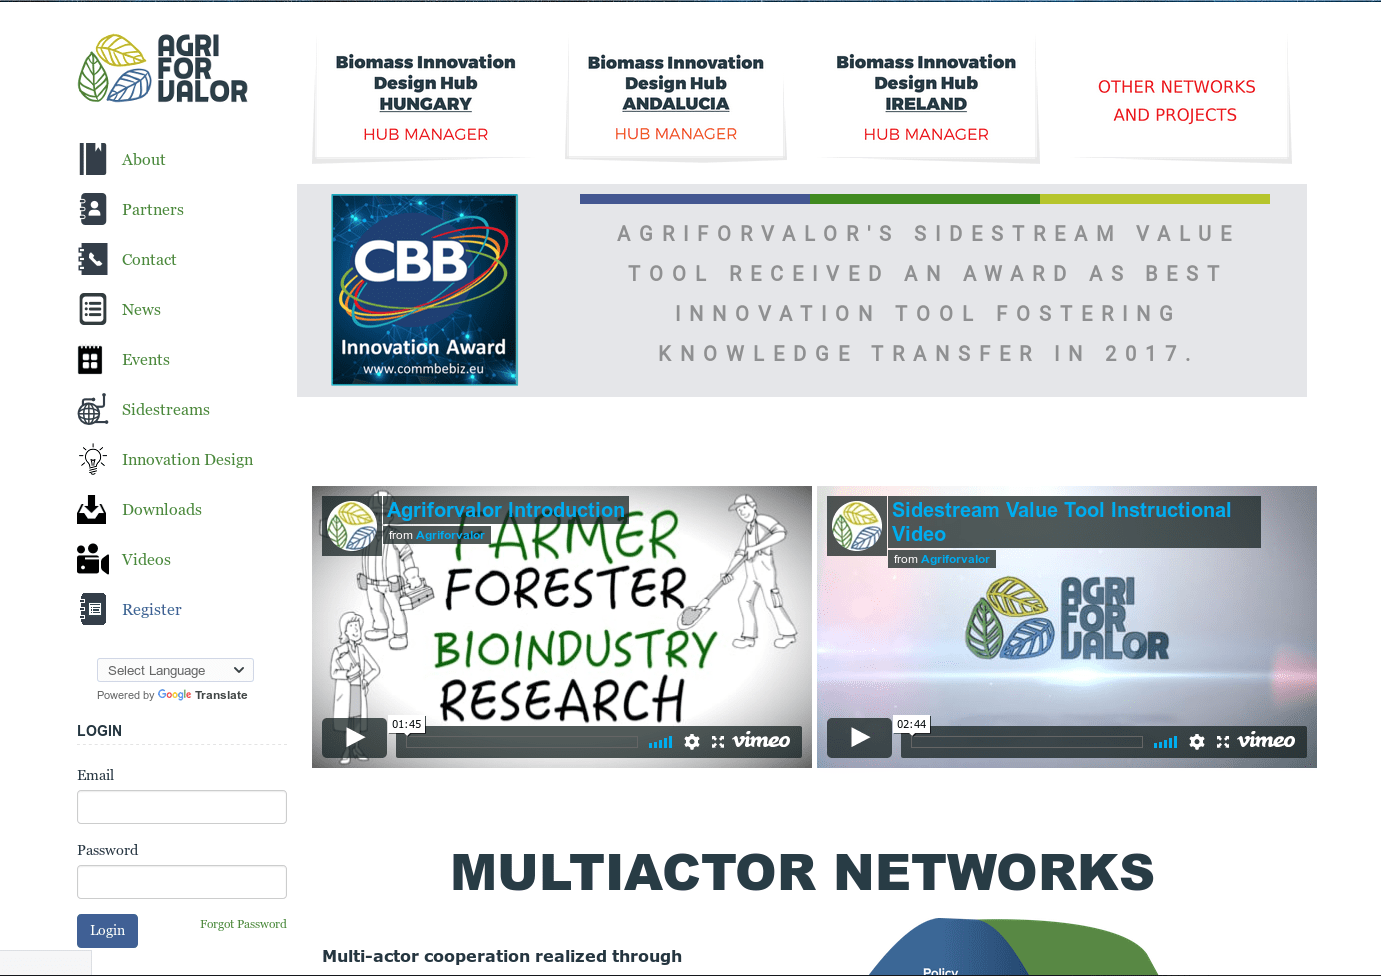 AGRI
FOR
VALOR
About
Partners
Contact
News
Events
Sidestreams
Innovation Design
Downloads
Videos
Register
Select Language
Powered by Google Translate
LOGIN
Email
Password
Login
Forgot Password
Biomass Innovation
Design Hub
HUNGARY
HUB MANAGER
Biomass Innovation
Design Hub
ANDALUCIA
HUB MANAGER
Biomass Innovation
Design Hub
IRELAND
HUB MANAGER
OTHER NETWORKS
AND PROJECTS
CBB
Innovation Award
www.commbebiz.eu
AGRIFORVALOR'S SIDESTREAM VALUE
TOOL RECEIVED AN AWARD AS BEST
INNOVATION TOOL FOSTERING
KNOWLEDGE TRANSFER IN 2017.
Agriforvalor Introduction
from Agriforvalor
FARMER
FORESTER
BIOINDUSTRY
RESEARCH
01:45
vimeo
Sidestream Value Tool Instructional
Video
from Agriforvalor
AGRI
FOR
VALOR
02:44
vimeo
MULTIACTOR NETWORKS
Multi-actor cooperation realized through
Policy